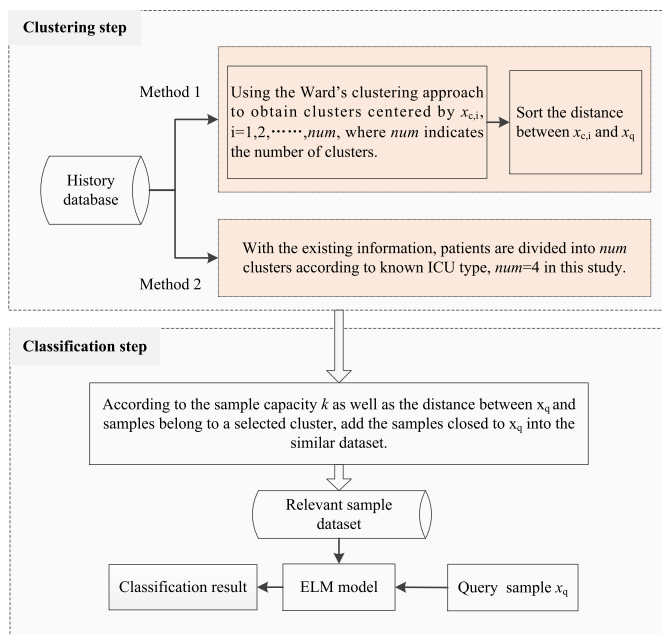 Clustering step
Method 1
Using the Ward's clustering approach
to obtain clusters centered by xc,i,
i=1,2,······,num, where num indicates
the number of clusters.
Sort the distance
between xc,i and xq
History
database
With the existing information, patients are divided into num
clusters according to known ICU type, num=4 in this study.
Method 2
Classification step
According to the sample capacity k as well as the distance between xq and
samples belong to a selected cluster, add the samples closed to xq into the
similar dataset.
Relevant sample
dataset
Classification result
ELM model
Query sample xq